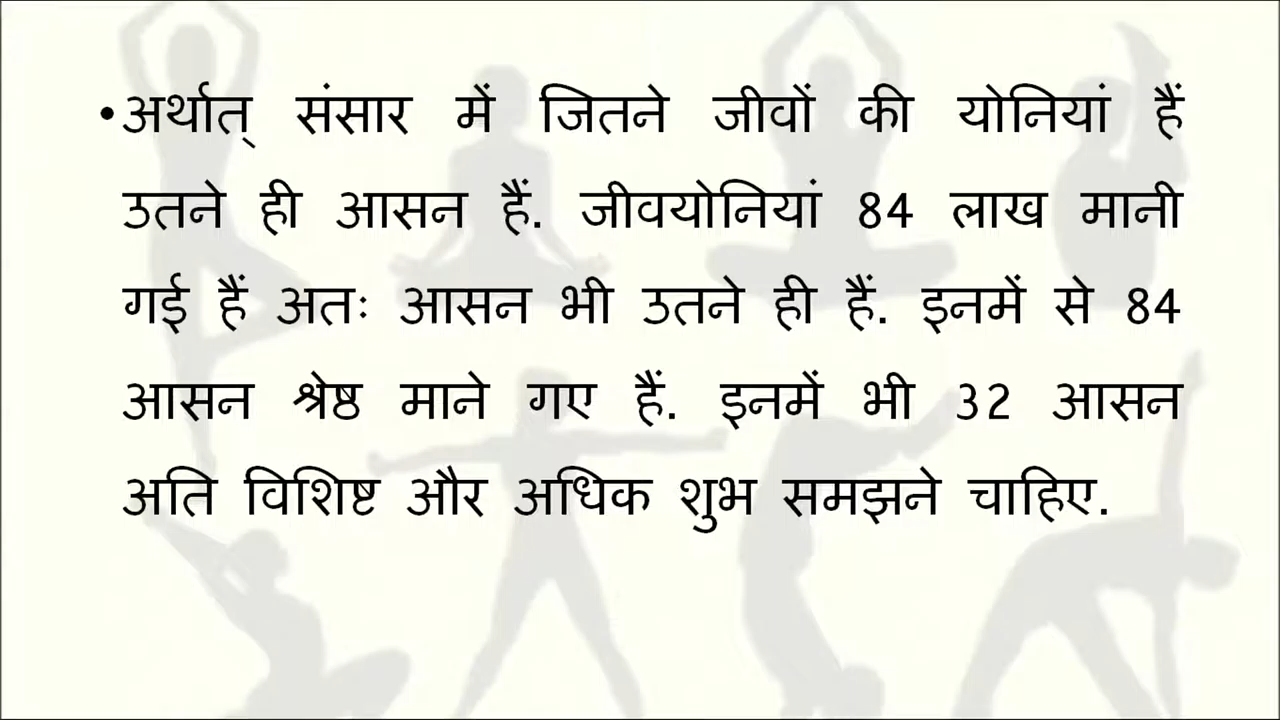 •अर्थात् संसार में जितने जीवों की योनियां हैं
उतने ही आसन हैं. जीवयोनियां 84 लाख मानी
गई हैं अतः आसन भी उतने ही हैं. इनमें से 84
आसन श्रेष्ठ माने गए हैं. इनमें भी 32 आसन
अति विशिष्ट और अधिक शुभ समझने चाहिए.